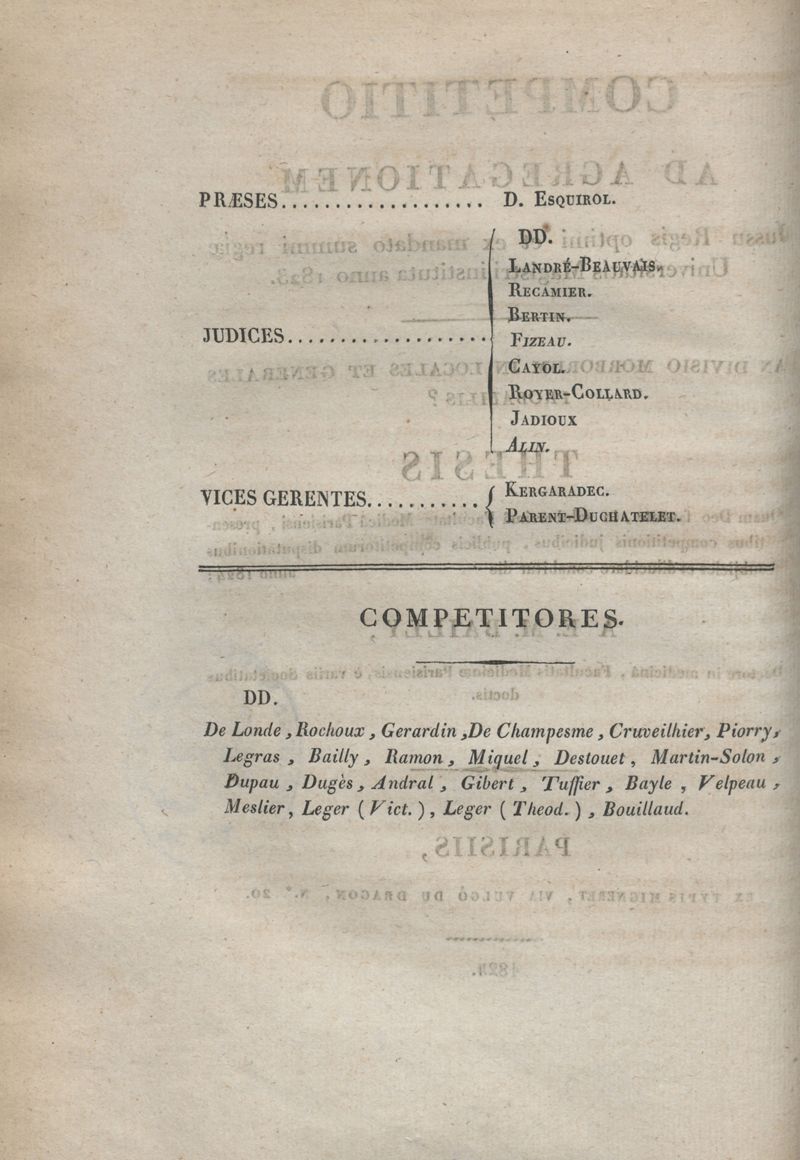 PRÆSES................... D. Esquirol.
DD.
Landré-Beauvais.
Recamier.
Bertin.
JUDICES...................
Fizeau.
Cayol.
Royer-Collard.
Jadioux
Alin.
VICES GERENTES...........
Kergaradec.
Parent-Duchatelet.
COMPETITORES.
DD.
De Londe, Rochoux, Gerardin, De Champesme, Cruveilhier, Piorry,
Legras, Bailly, Ramon, Miquel, Destouet, Martin-Solon,
Dupau, Dugès, Andral, Gibert, Tuffier, Bayle, Velpeau,
Meslier, Leger (Vict.), Leger (Theod.), Bouillaud.